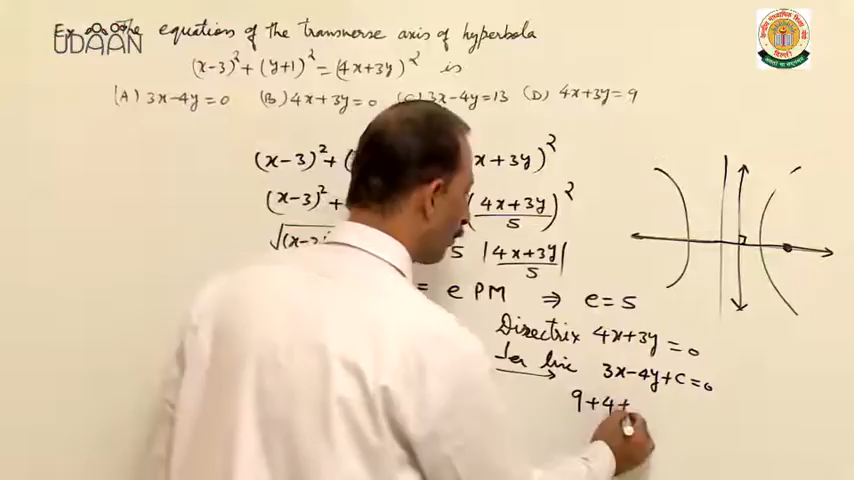 The equation of the transverse axis of hyperbola
UDAAN
(x-3)² + (y+1)² = (4x+3y)² is
(A) 3x-4y=0 (B) 4x+3y=0 (C) 3x-4y=13 (D) 4x+3y=9
(x-3)² + x+3y)²
(x-3)² + (4x+3y)²
5
√(x-3 5 |4x+3y|
5
= e PM ⇒ e=5
Directrix 4x+3y=0
line 3x-4y+C=0
9+4+